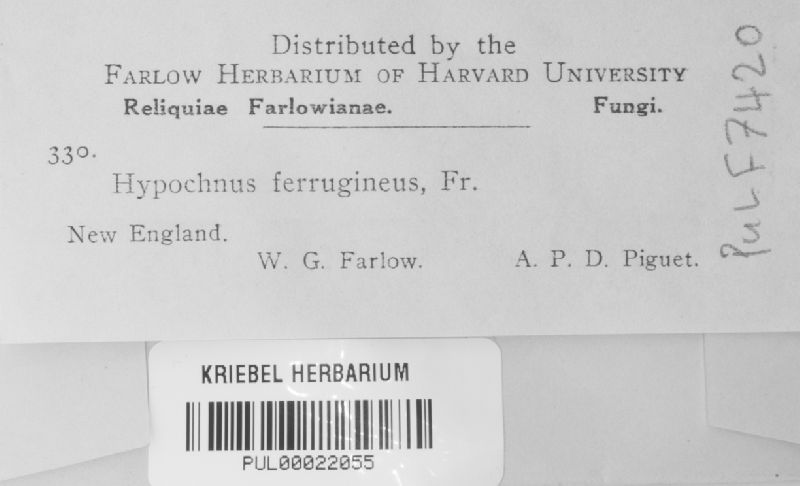 Distributed by the
FARLOW HERBARIUM OF HARVARD UNIVERSITY
Reliquiae Farlowianae. Fungi.
330.
Hypochnus ferrugineus, Fr.
New England.
W. G. Farlow. A. P. D. Piguet.
PuL F7420
KRIEBEL HERBARIUM
PUL00022055